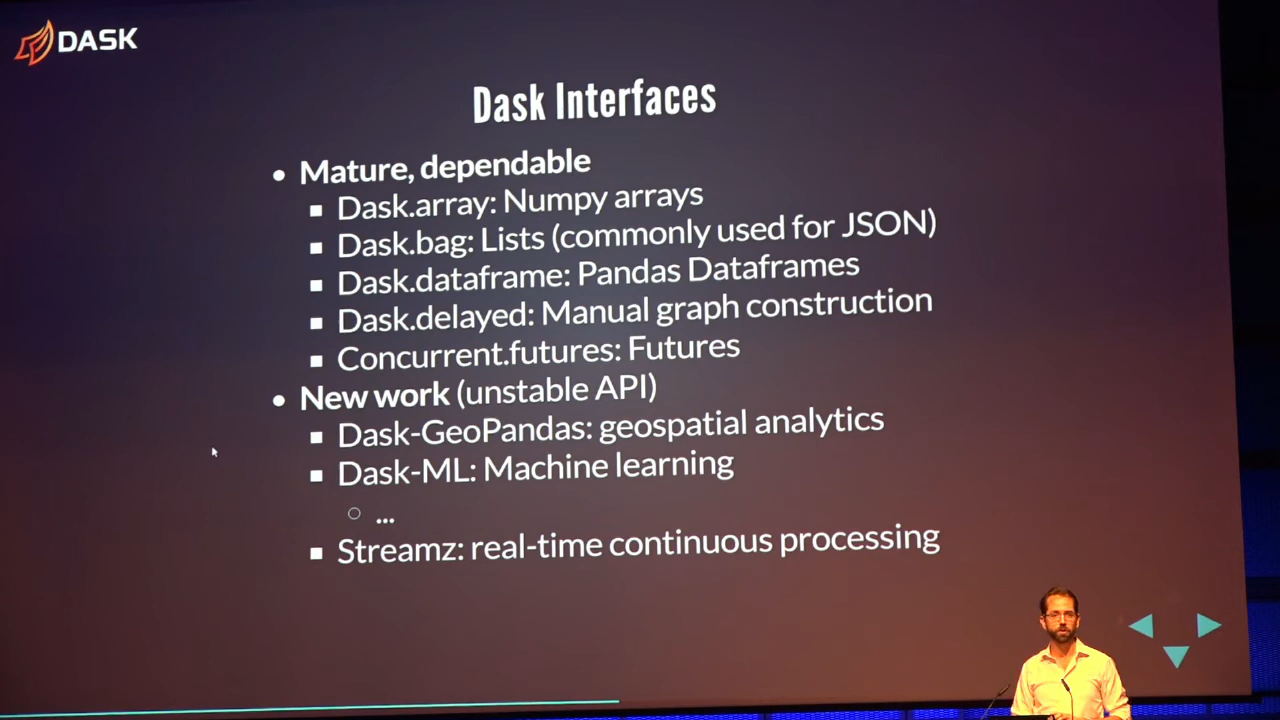 DASK
Dask Interfaces
Mature, dependable
Dask.array: Numpy arrays
Dask.bag: Lists (commonly used for JSON)
Dask.dataframe: Pandas Dataframes
Dask.delayed: Manual graph construction
Concurrent.futures: Futures
New work (unstable API)
Dask-GeoPandas: geospatial analytics
Dask-ML: Machine learning
...
Streamz: real-time continuous processing